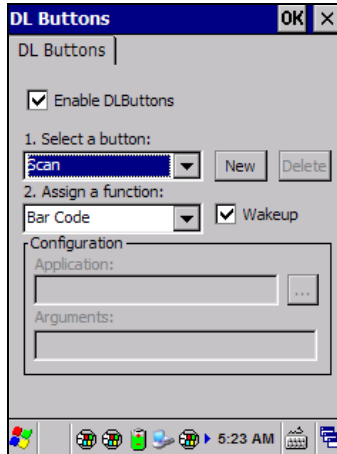 DL Buttons OK ×
DL Buttons
Enable DLButtons
1. Select a button:
Scan New Delete
2. Assign a function:
Bar Code Wakeup
Configuration
Application:
...
Arguments:
5:23 AM